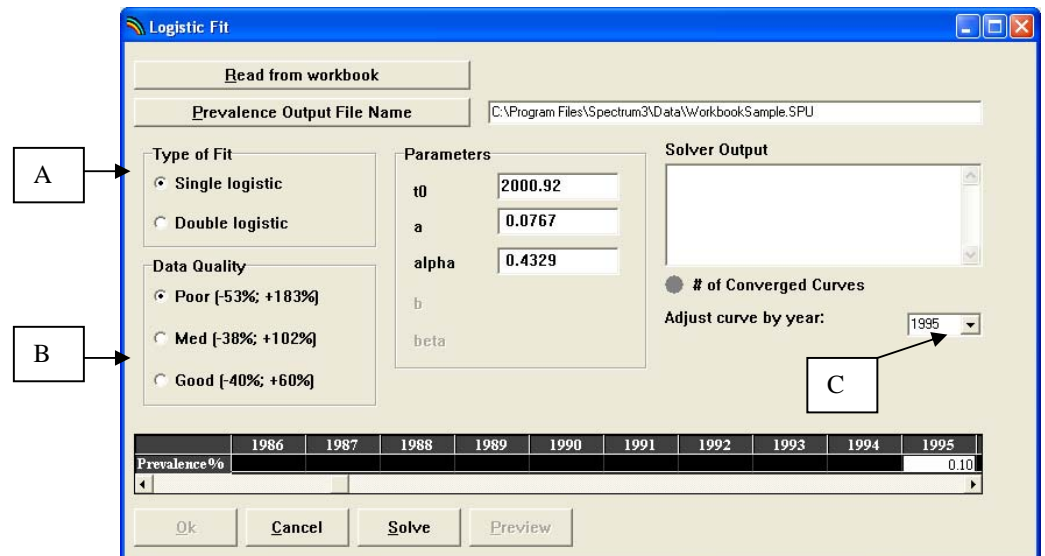 Logistic Fit
Read from workbook
Prevalence Output File Name
C:\Program Files\Spectrum3\Data\WorkbookSample.SPU
A
Type of Fit
Single logistic
Double logistic
Parameters
t0 2000.92
a 0.0767
alpha 0.4329
b
beta
Solver Output
# of Converged Curves
Adjust curve by year: 1995
B
Data Quality
Poor (-53%; +183%)
Med (-38%; +102%)
Good (-40%; +60%)
C
1986 1987 1988 1989 1990 1991 1992 1993 1994 1995
Prevalence% 0.10
Ok Cancel Solve Preview